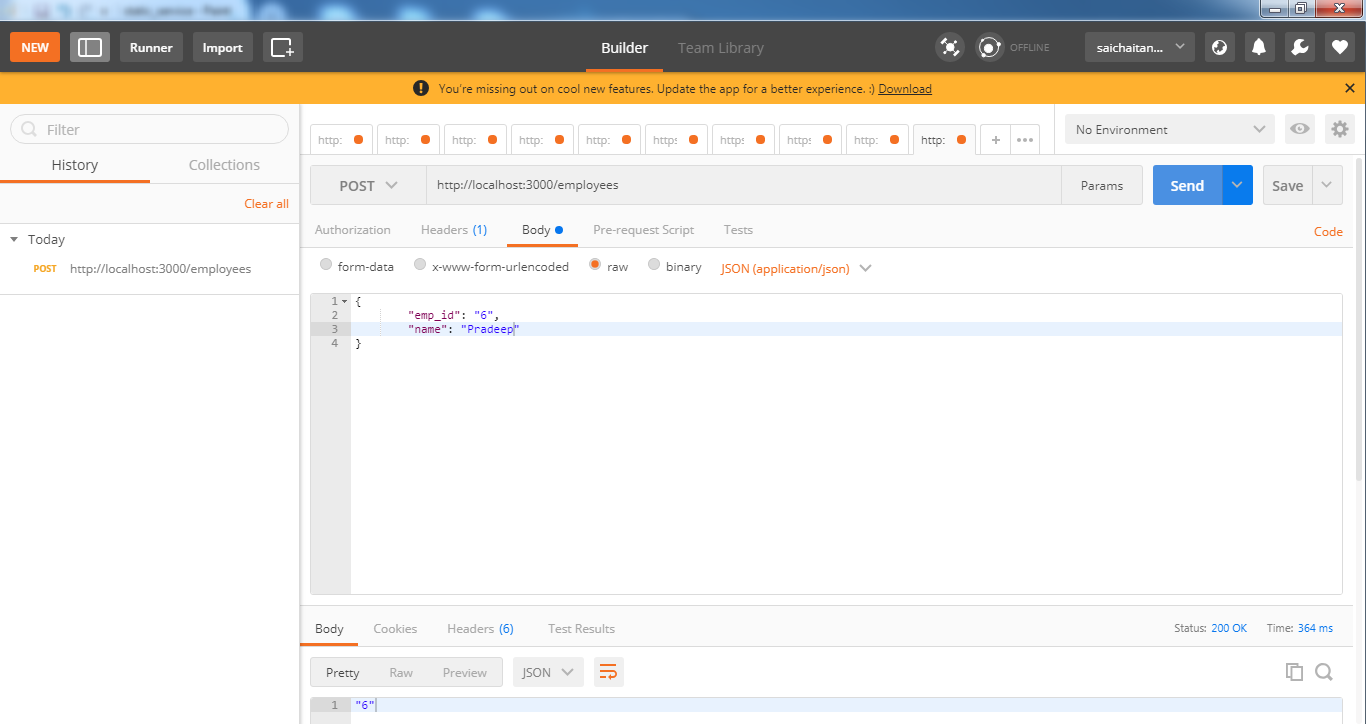 NEW Runner Import Builder Team Library OFFLINE saichaitan...
You're missing out on cool new features. Update the app for a better experience. :) Download
Filter
History Collections
Clear all
Today
POST http://localhost:3000/employees
http: http: http: http: http: https https https http: http: + •••
No Environment
POST http://localhost:3000/employees Params Send Save
Authorization Headers (1) Body Pre-request Script Tests Code
form-data x-www-form-urlencoded raw binary JSON (application/json)
1 {
2 "emp_id": "6",
3 "name": "Pradeep"
4 }
Body Cookies Headers (6) Test Results Status: 200 OK Time: 364 ms
Pretty Raw Preview JSON
1 "6"